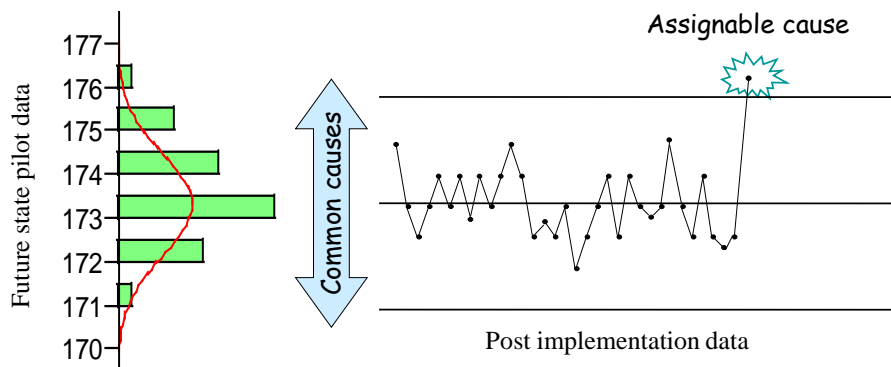 Assignable cause
Future state pilot data
177
176
175
174
173
172
171
170
Common causes
Post implementation data